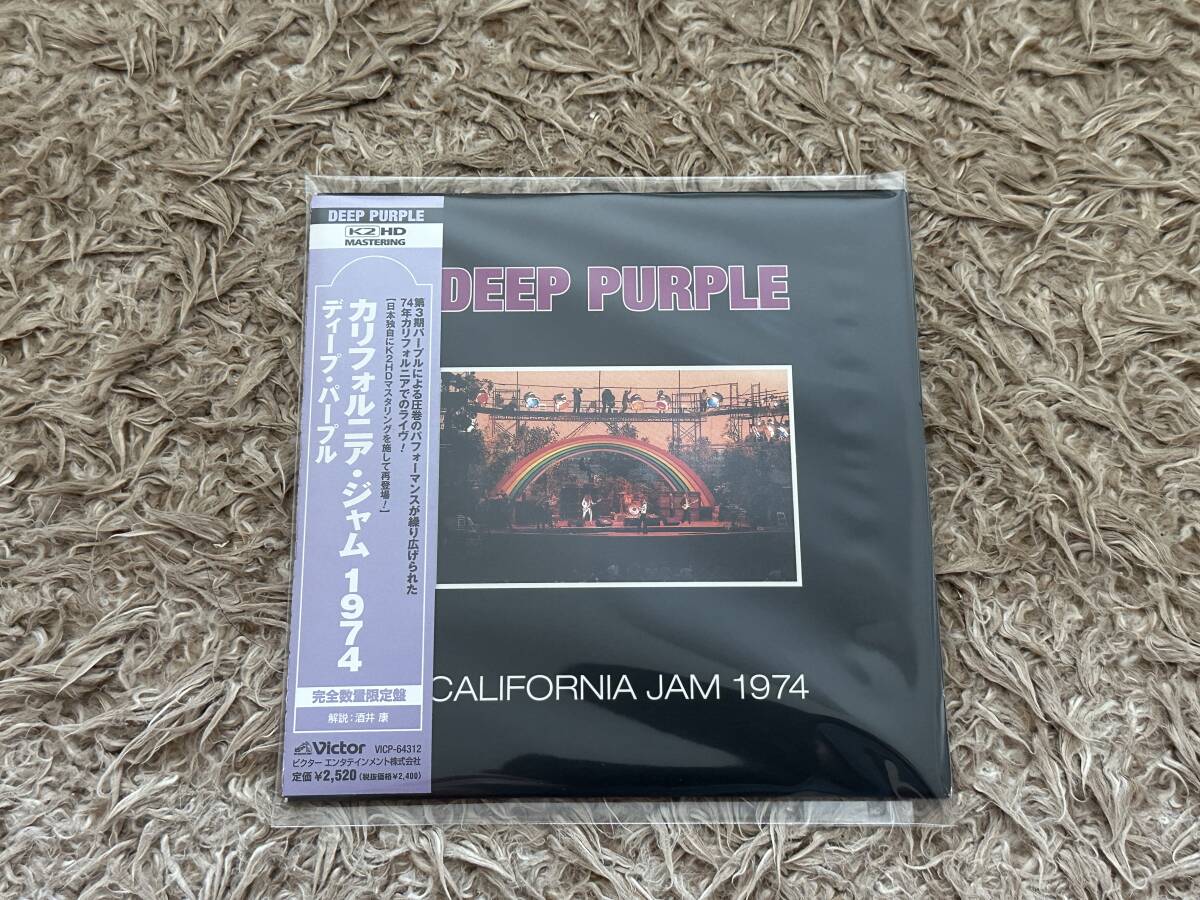 DEEP PURPLE
K2 HD
MASTERING
第3期パープルによる圧巻のパフォーマンスが繰り広げられた
74年カリフォルニアでのライヴ!
[日本独自にK2HDマスタリングを施して再登場!]
カリフォルニア・ジャム 1974
ディープ・パープル
完全数量限定盤
解説:酒井 康
Victor VICP-64312
ビクター エンタテインメント株式会社
定価¥2,520(税抜価格¥2,400)
DEEP PURPLE
CALIFORNIA JAM 1974